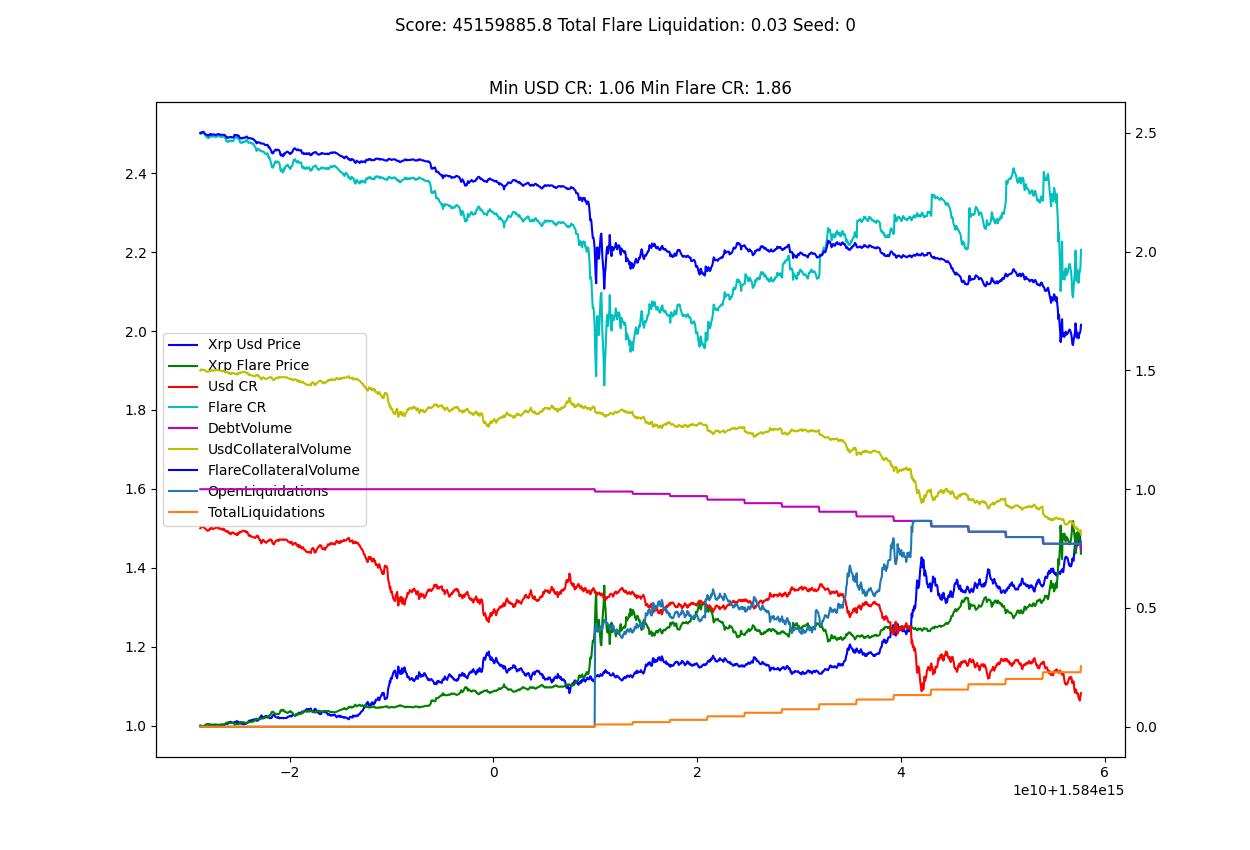 Score: 45159885.8 Total Flare Liquidation: 0.03 Seed: 0
Min USD CR: 1.06 Min Flare CR: 1.86
2.4
2.2
2.0
1.8
1.6
1.4
1.2
1.0
Xrp Usd Price
Xrp Flare Price
Usd CR
Flare CR
DebtVolume
UsdCollateralVolume
FlareCollateralVolume
OpenLiquidations
TotalLiquidations
2.5
2.0
1.5
1.0
0.5
0.0
−2 0 2 4 6
1e10+1.584e15